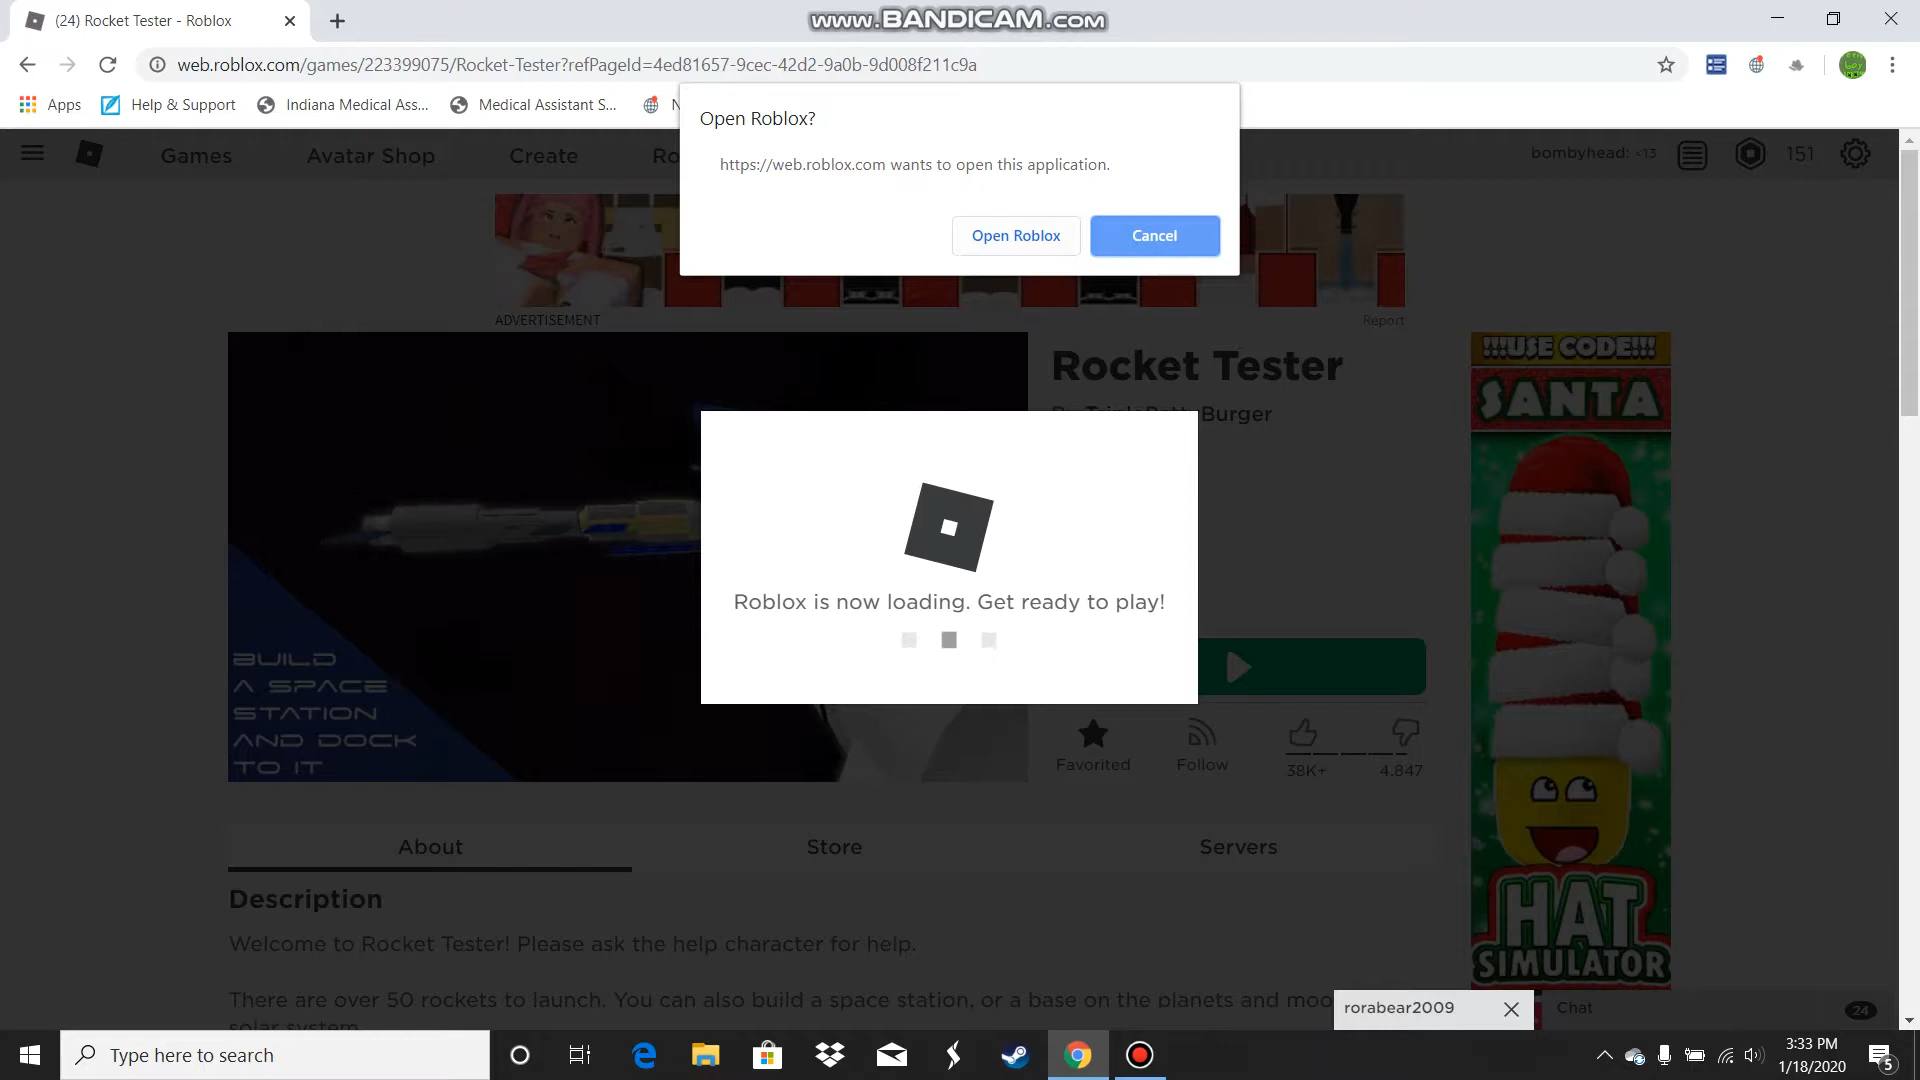 (24) Rocket Tester - Roblox
www.BANDICAM.com
web.roblox.com/games/223399075/Rocket-Tester?refPageId=4ed81657-9cec-42d2-9a0b-9d008f211c9a
Apps
Help & Support
Indiana Medical Ass...
Medical Assistant S...
Open Roblox?
https://web.roblox.com wants to open this application.
Open Roblox
Cancel
Games
Avatar Shop
Create
Ro
bombyhead: <13
151
ADVERTISEMENT
Report
Rocket Tester
By TriplePattyBurger
!!!USE CODE!!!
SANTA
HAT
SIMULATOR
BUILD
A SPACE
STATION
AND DOCK
TO IT
Roblox is now loading. Get ready to play!
Favorited
Follow
38K+
4,847
About
Store
Servers
Description
Welcome to Rocket Tester! Please ask the help character for help.
There are over 50 rockets to launch. You can also build a space station, or a base on the planets and moo
solar system.
rorabear2009
Chat
24
Type here to search
3:33 PM
1/18/2020
5